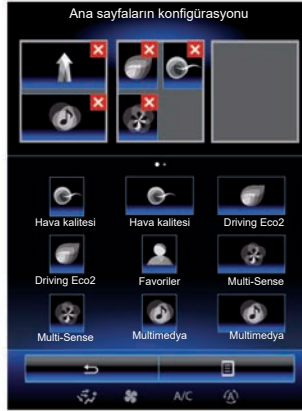 Ana sayfaların konfigürasyonu
Hava kalitesi Hava kalitesi Driving Eco2
Driving Eco2 Favoriler Multi-Sense
Multi-Sense Multimedya Multimedya
A/C